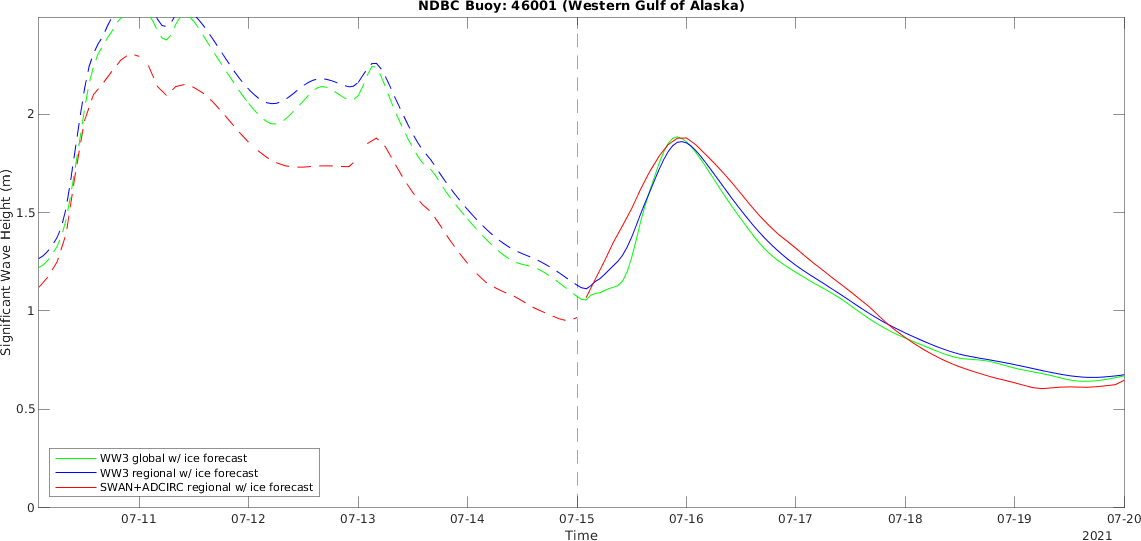 NDBC Buoy: 46001 (Western Gulf of Alaska)
Significant Wave Height (m)
2
1.5
1
0.5
0
WW3 global w/ ice forecast
WW3 regional w/ ice forecast
SWAN+ADCIRC regional w/ ice forecast
07-11 07-12 07-13 07-14 07-15 07-16 07-17 07-18 07-19 07-20
Time
2021